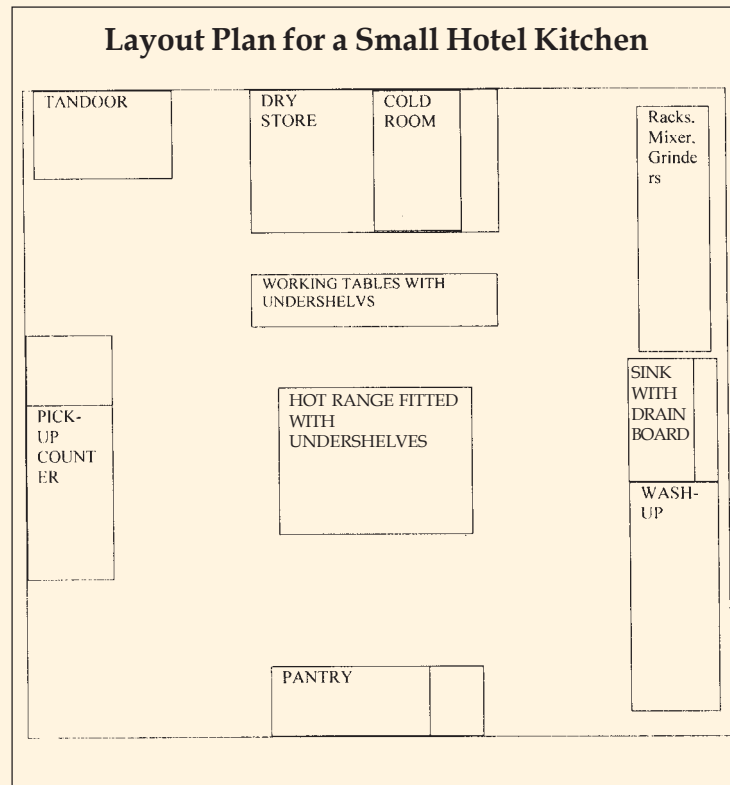 Layout Plan for a Small Hotel Kitchen
TANDOOR
DRY
STORE
COLD
ROOM
Racks,
Mixer,
Grinde
rs
WORKING TABLES WITH
UNDERSHELVS
HOT RANGE FITTED
WITH
UNDERSHELVES
SINK
WITH
DRAIN
BOARD
PICK-
UP
COUNT
ER
WASH-
UP
PANTRY